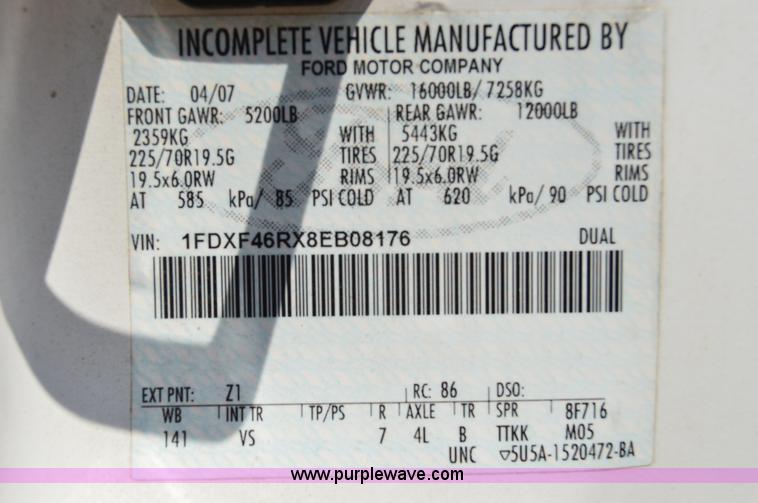 INCOMPLETE VEHICLE MANUFACTURED BY
FORD MOTOR COMPANY
DATE: 04/07 GVWR: 16000LB/ 7258KG
FRONT GAWR: 5200LB REAR GAWR: 12000LB
2359KG WITH 5443KG WITH
225/70R19.5G TIRES 225/70R19.5G TIRES
19.5x6.0RW RIMS 19.5x6.0RW RIMS
AT 585 kPa/ 85 PSI COLD AT 620 kPa/ 90 PSI COLD
VIN: 1FDXF46RX8EB08176 DUAL
EXT PNT: Z1 RC: 86 DSO:
WB INT TR TP/PS R AXLE TR SPR 8F716
141 VS 7 4L B TTKK M05
UNC ▽5U5A-1520472-BA
www.purplewave.com